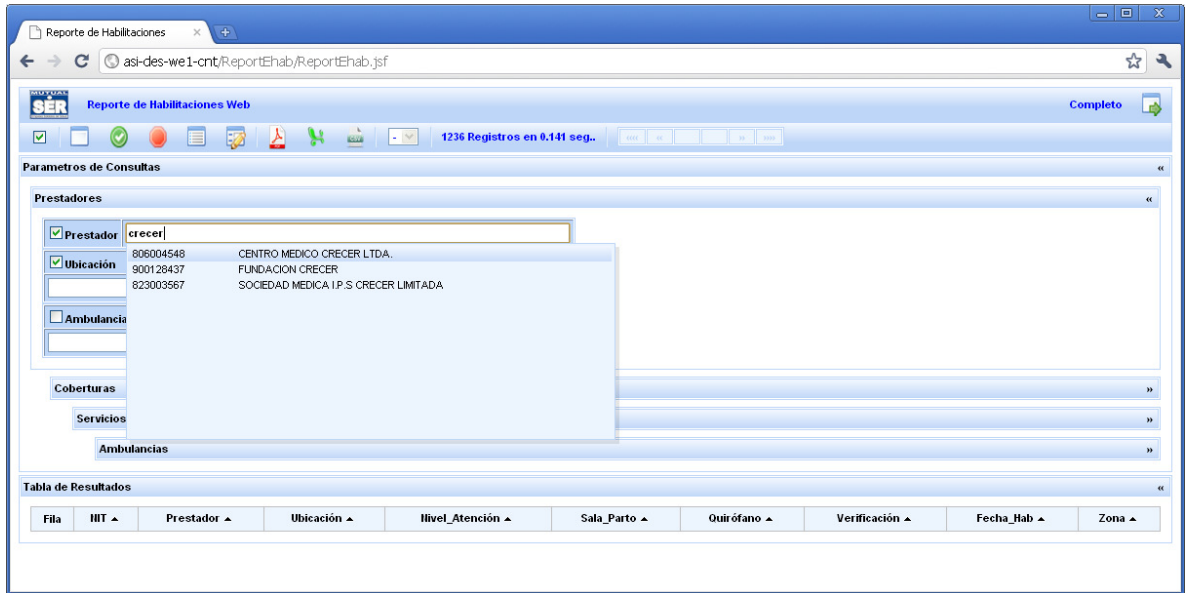 Reporte de Habilitaciones
asi-des-we1-cnt/ReportEhab/ReportEhab.jsf
MUTUAL
SER
Reporte de Habilitaciones Web
Completo
- 1236 Registros en 0.141 seg..
Parametros de Consultas
Prestadores
Prestador crecer
806004548 CENTRO MEDICO CRECER LTDA.
Ubicación
900128437 FUNDACION CRECER
823003567 SOCIEDAD MEDICA I.P.S CRECER LIMITADA
Ambulancia
Coberturas
Servicios
Ambulancias
Tabla de Resultados
Fila NIT Prestador Ubicación Nivel_Atención Sala_Parto Quirófano Verificación Fecha_Hab Zona